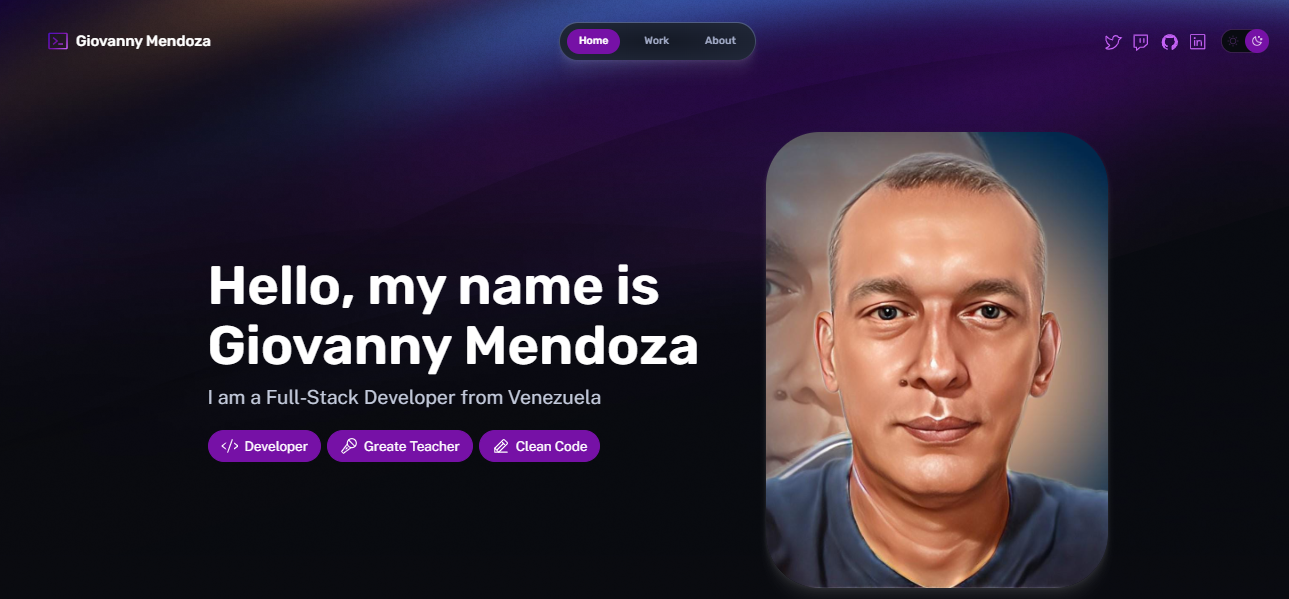 Giovanny Mendoza
Home Work About
Hello, my name is
Giovanny Mendoza
I am a Full-Stack Developer from Venezuela
Developer Greate Teacher Clean Code